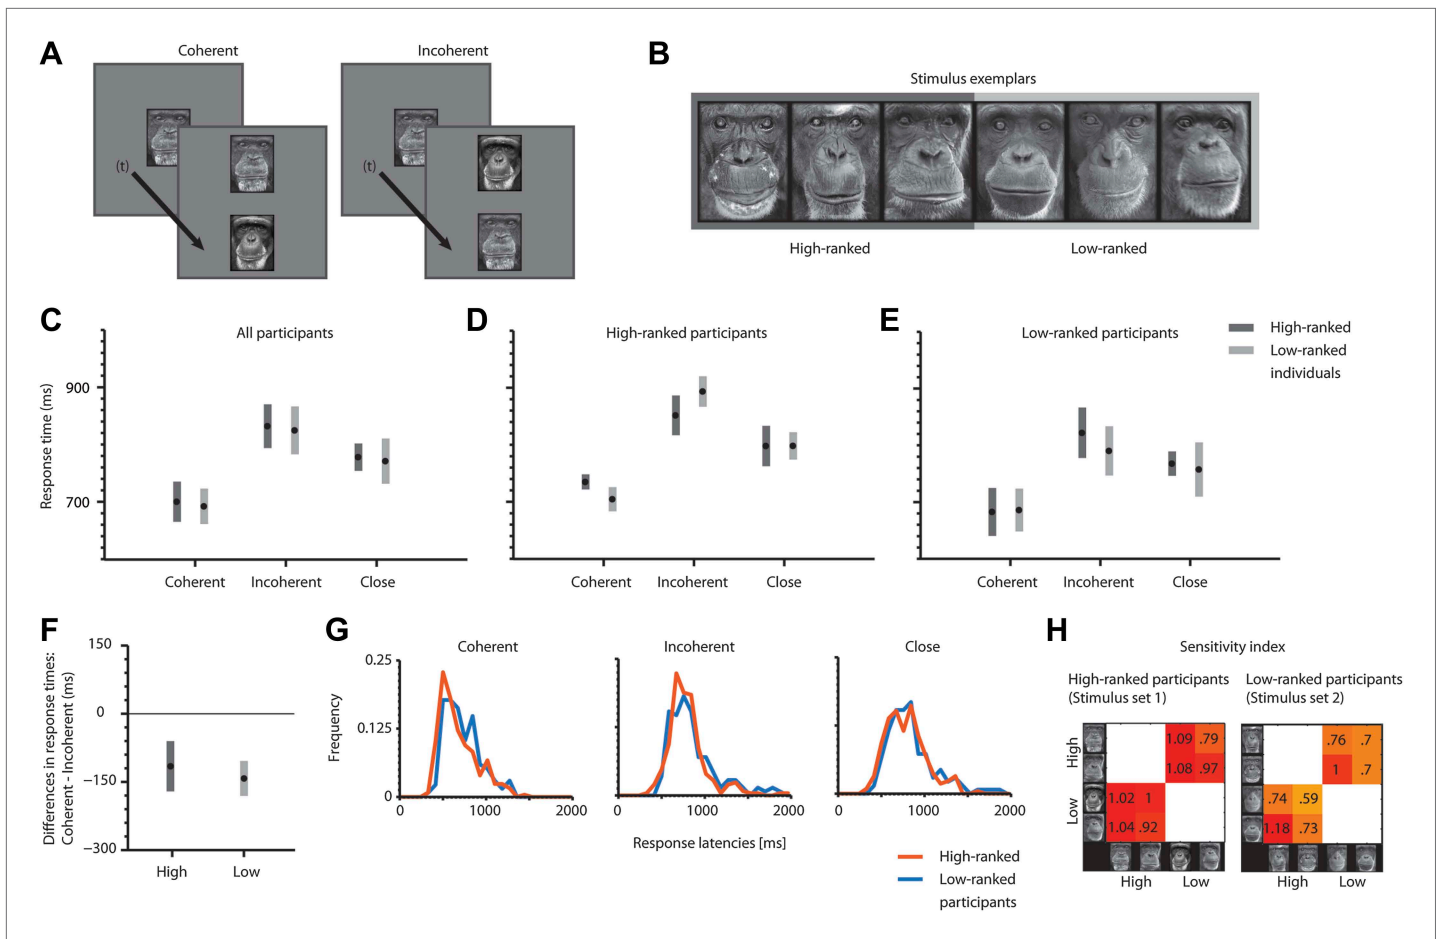 A
Coherent
Incoherent
(t)
(t)
B
Stimulus exemplars
High-ranked
Low-ranked
C
All participants
Response time (ms)
900
700
Coherent
Incoherent
Close
D
High-ranked participants
Coherent
Incoherent
Close
E
Low-ranked participants
High-ranked
Low-ranked
individuals
Coherent
Incoherent
Close
F
Differences in response times:
Coherent - Incoherent (ms)
150
0
−150
−300
High
Low
G
Coherent
Incoherent
Close
Frequency
0.25
0.125
0
0
1000
2000
0
1000
2000
0
1000
2000
Response latencies [ms]
High-ranked
Low-ranked
participants
H
Sensitivity index
High-ranked participants
(Stimulus set 1)
Low-ranked participants
(Stimulus set 2)
High
Low
1.09 .79
1.08 .97
1.02 1
1.04 .92
High
Low
.76 .7
1 .7
.74 .59
1.18 .73
High
Low